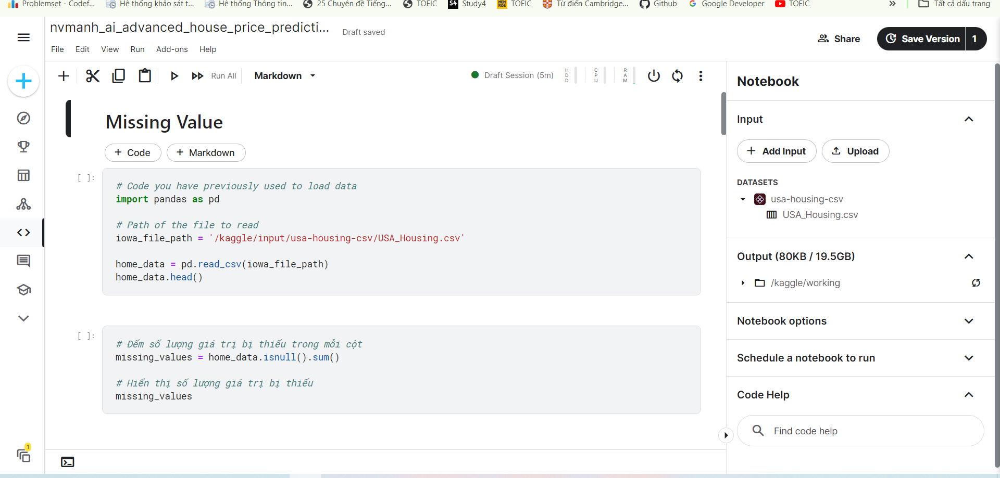 Problemset - Codef...
Hệ thống khảo sát t...
Hệ thống Thông tin...
25 Chuyên đề Tiếng...
TOEIC
S4 Study4
MEM RISE TOEIC
Từ điển Cambridge...
Github
Google Developer
TOEIC
Tất cả dấu trang
nvmanh_ai_advanced_house_price_predicti...
Draft saved
File Edit View Run Add-ons Help
Share
Save Version 1
Run All
Markdown
Draft Session (5m)
HDD
CPU
RAM
Missing Value
+ Code
+ Markdown
[ ]:
# Code you have previously used to load data
import pandas as pd
# Path of the file to read
iowa_file_path = '/kaggle/input/usa-housing-csv/USA_Housing.csv'
home_data = pd.read_csv(iowa_file_path)
home_data.head()
[ ]:
# Đếm số lượng giá trị bị thiếu trong mỗi cột
missing_values = home_data.isnull().sum()
# Hiển thị số lượng giá trị bị thiếu
missing_values
Notebook
Input
+ Add Input
Upload
DATASETS
usa-housing-csv
USA_Housing.csv
Output (80KB / 19.5GB)
/kaggle/working
Notebook options
Schedule a notebook to run
Code Help
Find code help
1